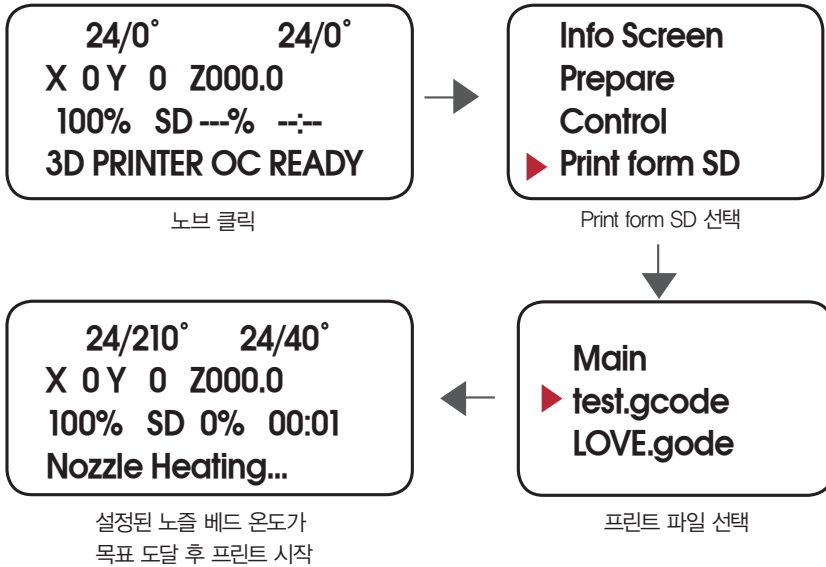 24/0° 24/0°
X 0 Y 0 Z000.0
100% SD ---% --:--
3D PRINTER OC READY
노브 클릭
Info Screen
Prepare
Control
Print form SD
Print form SD 선택
Main
test.gcode
LOVE.gode
프린트 파일 선택
24/210° 24/40°
X 0 Y 0 Z000.0
100% SD 0% 00:01
Nozzle Heating...
설정된 노즐 베드 온도가
목표 도달 후 프린트 시작